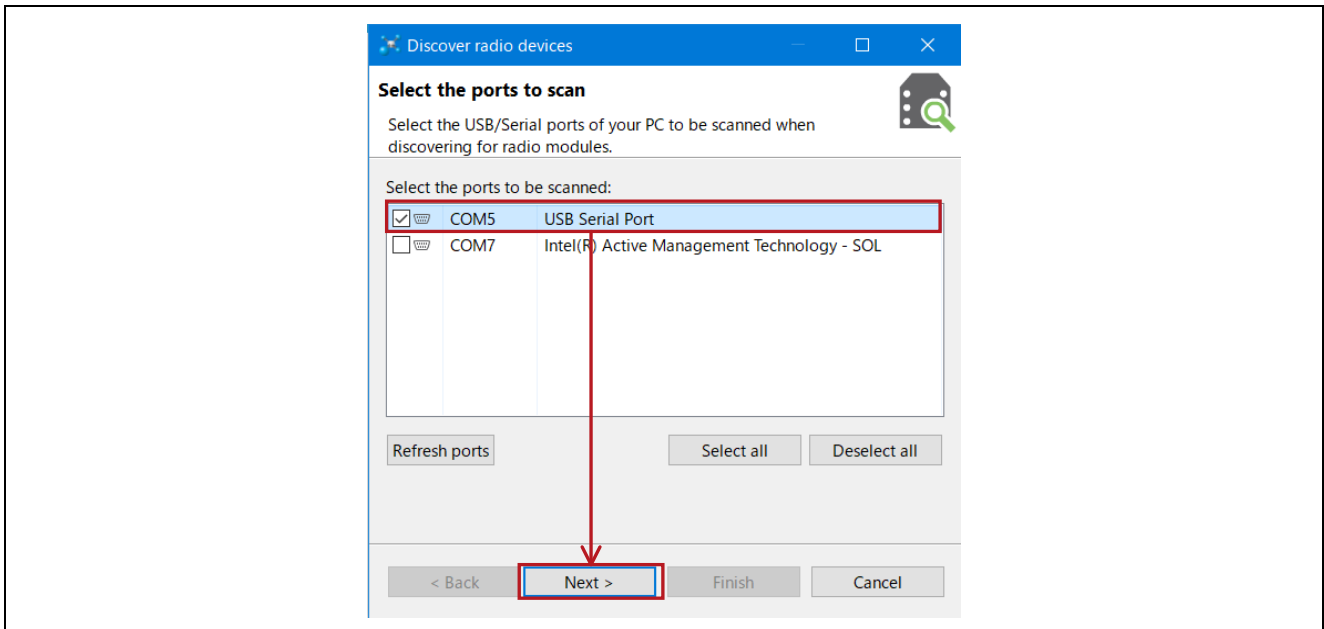 Discover radio devices
Select the ports to scan
Select the USB/Serial ports of your PC to be scanned when
discovering for radio modules.
Select the ports to be scanned:
COM5 USB Serial Port
COM7 Intel(R) Active Management Technology - SOL
Refresh ports Select all Deselect all
< Back Next > Finish Cancel